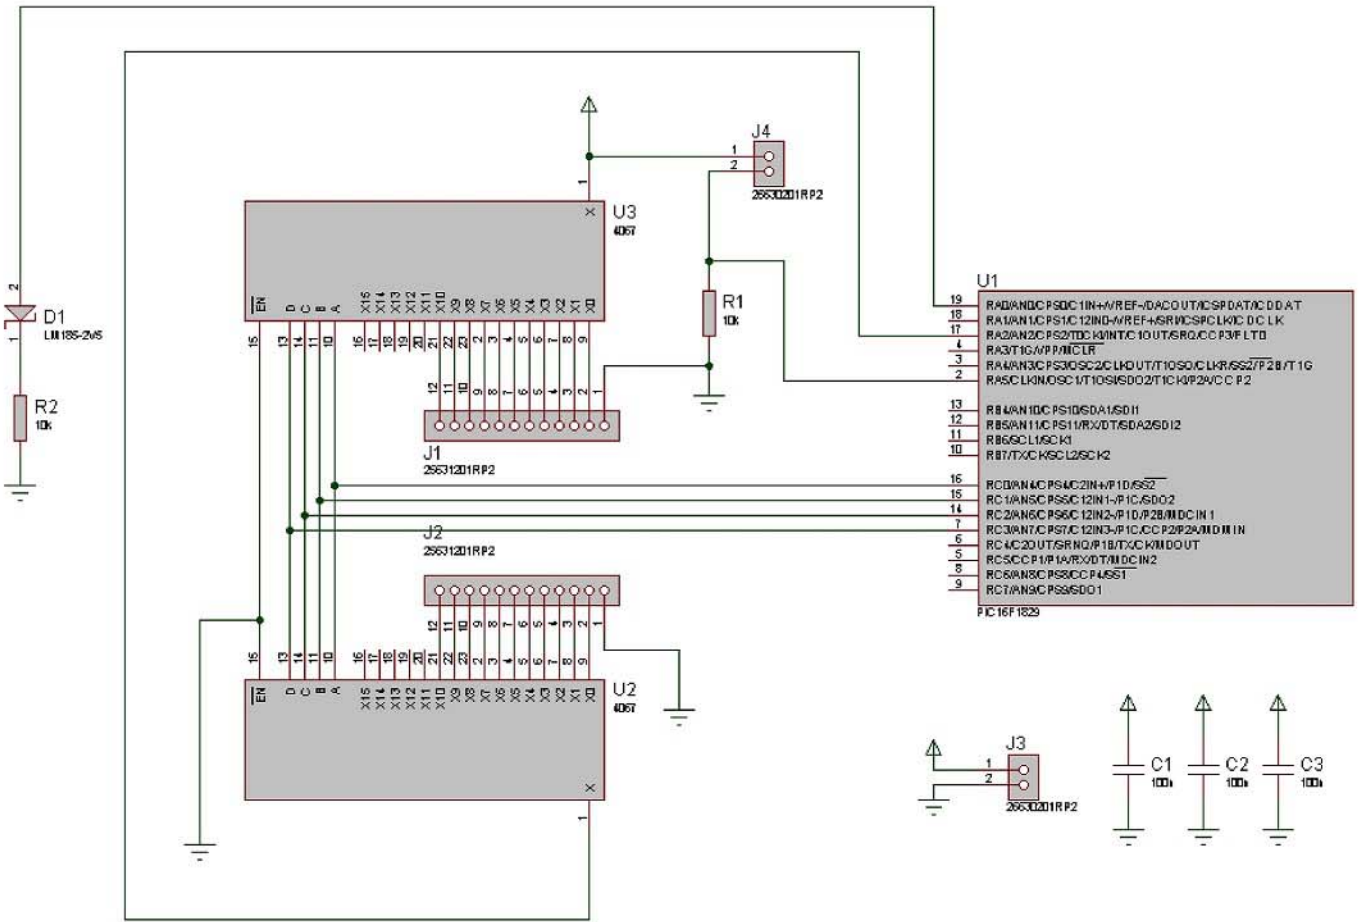 J4
1
2
26630201RP2
1
X
U3
4067
EN D C B A X15 X14 X13 X12 X11 X10 X9 X8 X7 X6 X5 X4 X3 X2 X1 X0
15 13 14 11 10 16 17 18 19 20 21 22 23 2 3 4 5 6 7 8 9
12 11 10 9 8 7 6 5 4 3 2 1
J1
26631201RP2
2
D1
LM185-2V5
1
R2
10k
R1
10k
U1
19 RA0/AN0/CPS0/C1IN+/VREF-/DACOUT/ICSPDAT/ICDDAT
18 RA1/AN1/CPS1/C12IN0-/VREF+/SRI/ICSPCLK/ICDCLK
17 RA2/AN2/CPS2/T0CKI/INT/C1OUT/SRQ/CCP3/FLT0
4 RA3/T1G/VPP/MCLR
3 RA4/AN3/CPS3/OSC2/CLKOUT/T1OSO/CLKR/SS2/P2B/T1G
2 RA5/CLKIN/OSC1/T1OSI/SDO2/T1CKI/P2A/CCP2
13 RB4/AN10/CPS10/SDA1/SDI1
12 RB5/AN11/CPS11/RX/DT/SDA2/SDI2
11 RB6/SCL1/SCK1
10 RB7/TX/CK/SCL2/SCK2
16 RC0/AN4/CPS4/C2IN+/P1D/SS2
15 RC1/AN5/CPS5/C12IN1-/P1C/SDO2
14 RC2/AN6/CPS6/C12IN2-/P1D/P2B/MDCIN1
7 RC3/AN7/CPS7/C12IN3-/P1C/CCP2/P2A/MDMIN
6 RC4/C2OUT/SRNQ/P1B/TX/CK/MDOUT
5 RC5/CCP1/P1A/RX/DT/MDCIN2
8 RC6/AN8/CPS8/CCP4/SS1
9 RC7/AN9/CPS9/SDO1
PIC16F1829
J2
26631201RP2
12 11 10 9 8 7 6 5 4 3 2 1
15 13 14 11 10 16 17 18 19 20 21 22 23 2 3 4 5 6 7 8 9
EN D C B A X15 X14 X13 X12 X11 X10 X9 X8 X7 X6 X5 X4 X3 X2 X1 X0
U2
4067
X
1
J3
1
2
26630201RP2
C1
100n
C2
100n
C3
100n